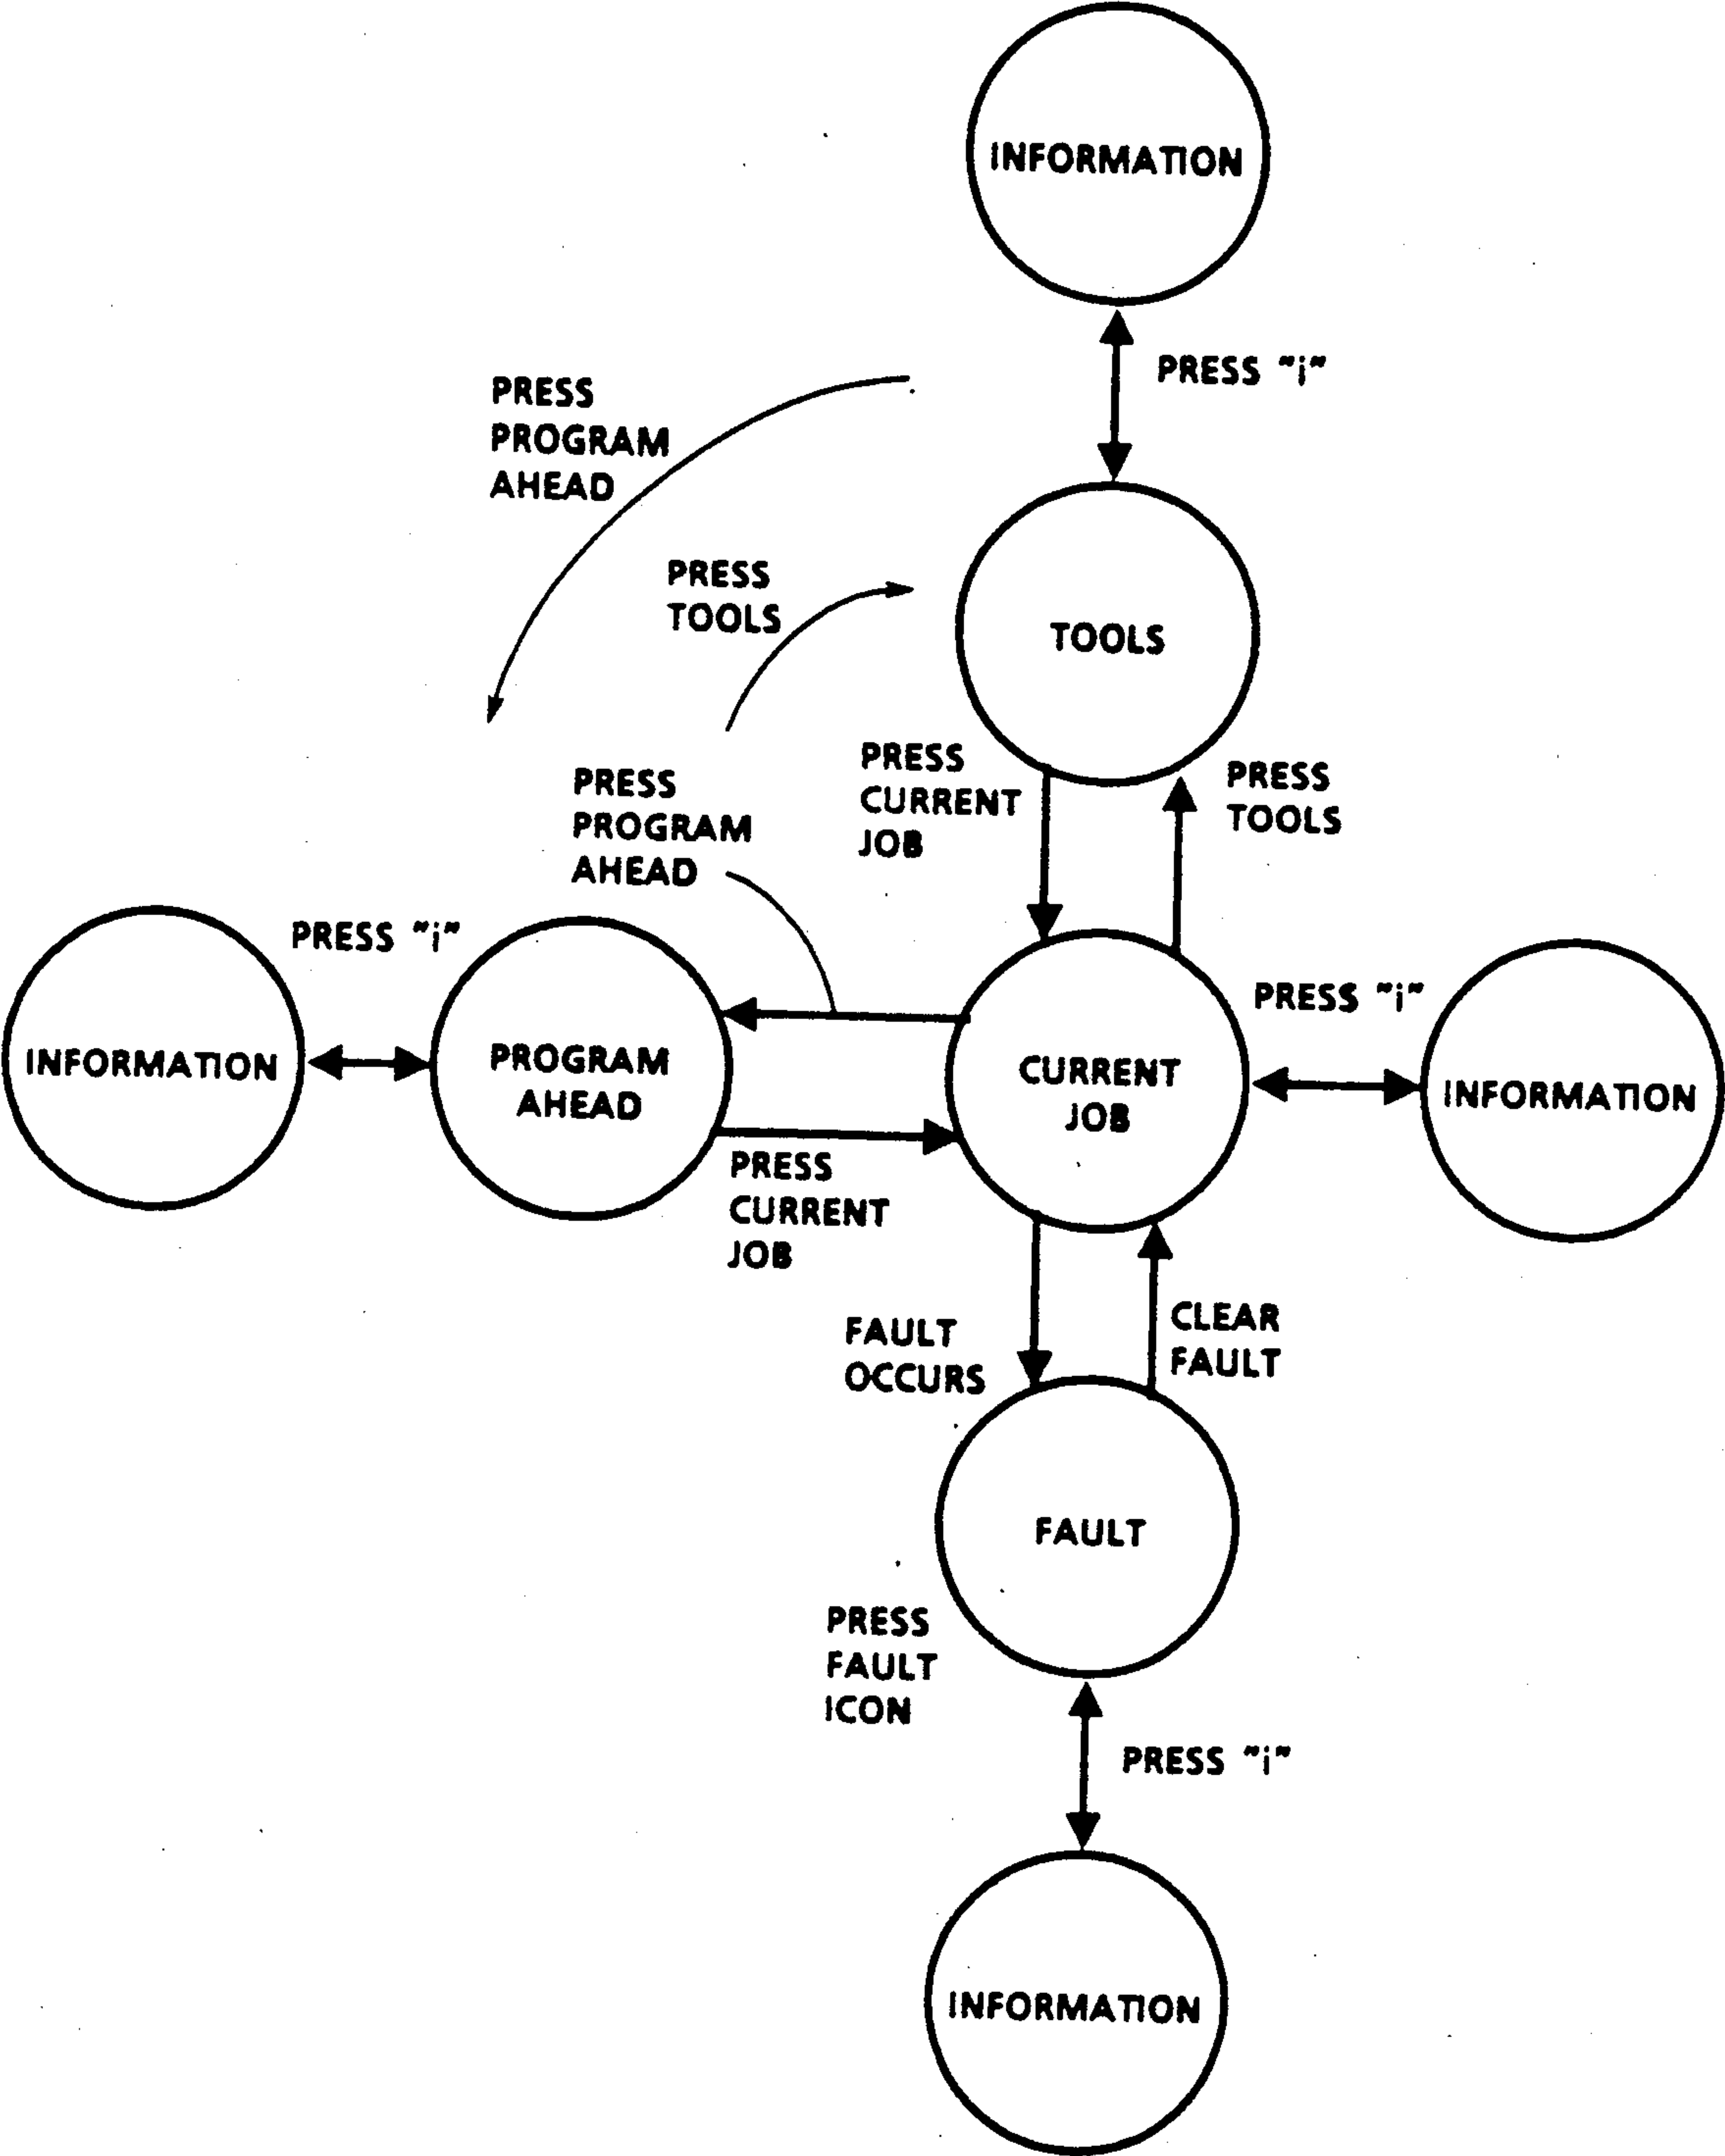 INFORMATION
PRESS "i"
PRESS
PROGRAM
AHEAD
PRESS
TOOLS
TOOLS
PRESS
CURRENT
JOB
PRESS
TOOLS
PRESS
PROGRAM
AHEAD
PRESS "i"
INFORMATION
PROGRAM
AHEAD
CURRENT
JOB
PRESS "i"
INFORMATION
PRESS
CURRENT
JOB
FAULT
OCCURS
CLEAR
FAULT
FAULT
PRESS
FAULT
ICON
PRESS "i"
INFORMATION